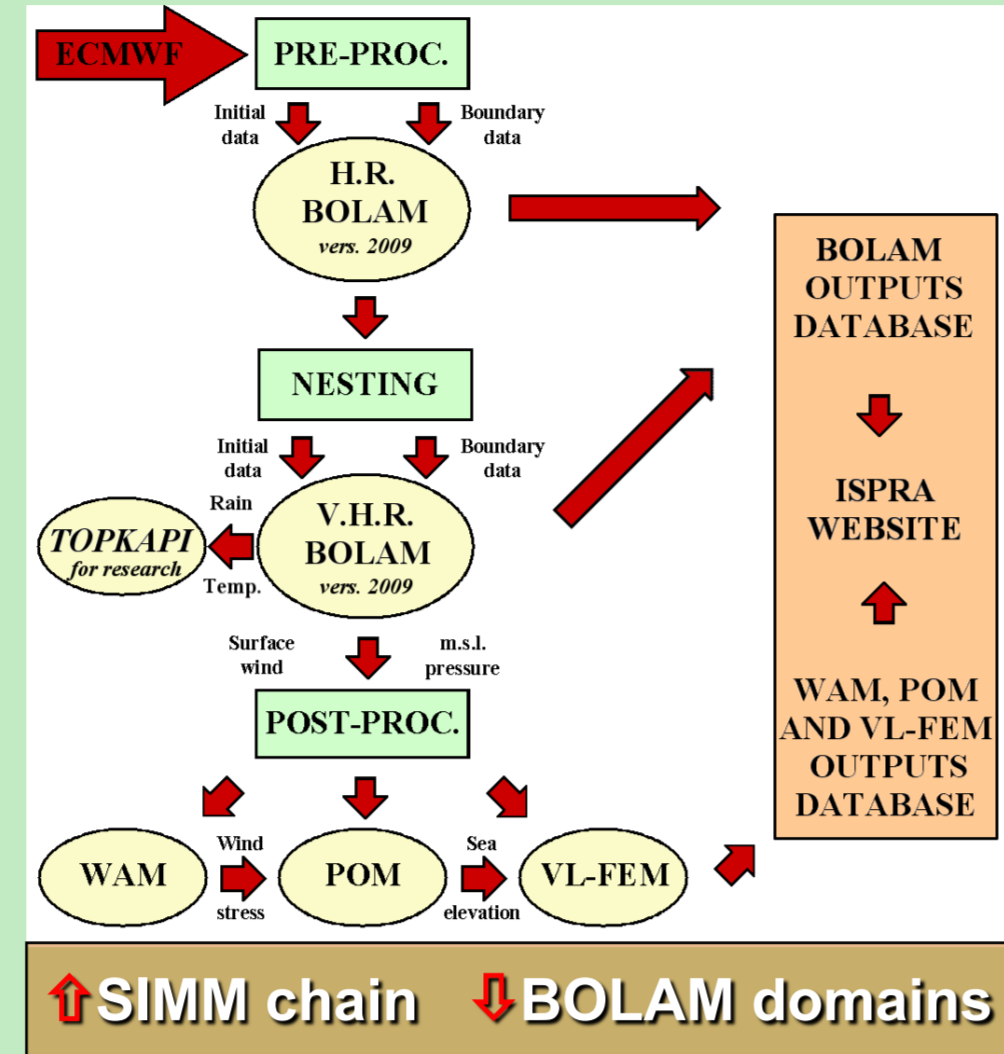 ECMWF
PRE-PROC.
Initial
data
Boundary
data
H.R.
BOLAM
vers. 2009
NESTING
Initial
data
Boundary
data
Rain
TOPKAPI
for research
Temp.
V.H.R.
BOLAM
vers. 2009
Surface
wind
m.s.l.
pressure
POST-PROC.
WAM
Wind
stress
POM
Sea
elevation
VL-FEM
BOLAM
OUTPUTS
DATABASE
ISPRA
WEBSITE
WAM, POM
AND VL-FEM
OUTPUTS
DATABASE
⇧SIMM chain ⇩BOLAM domains